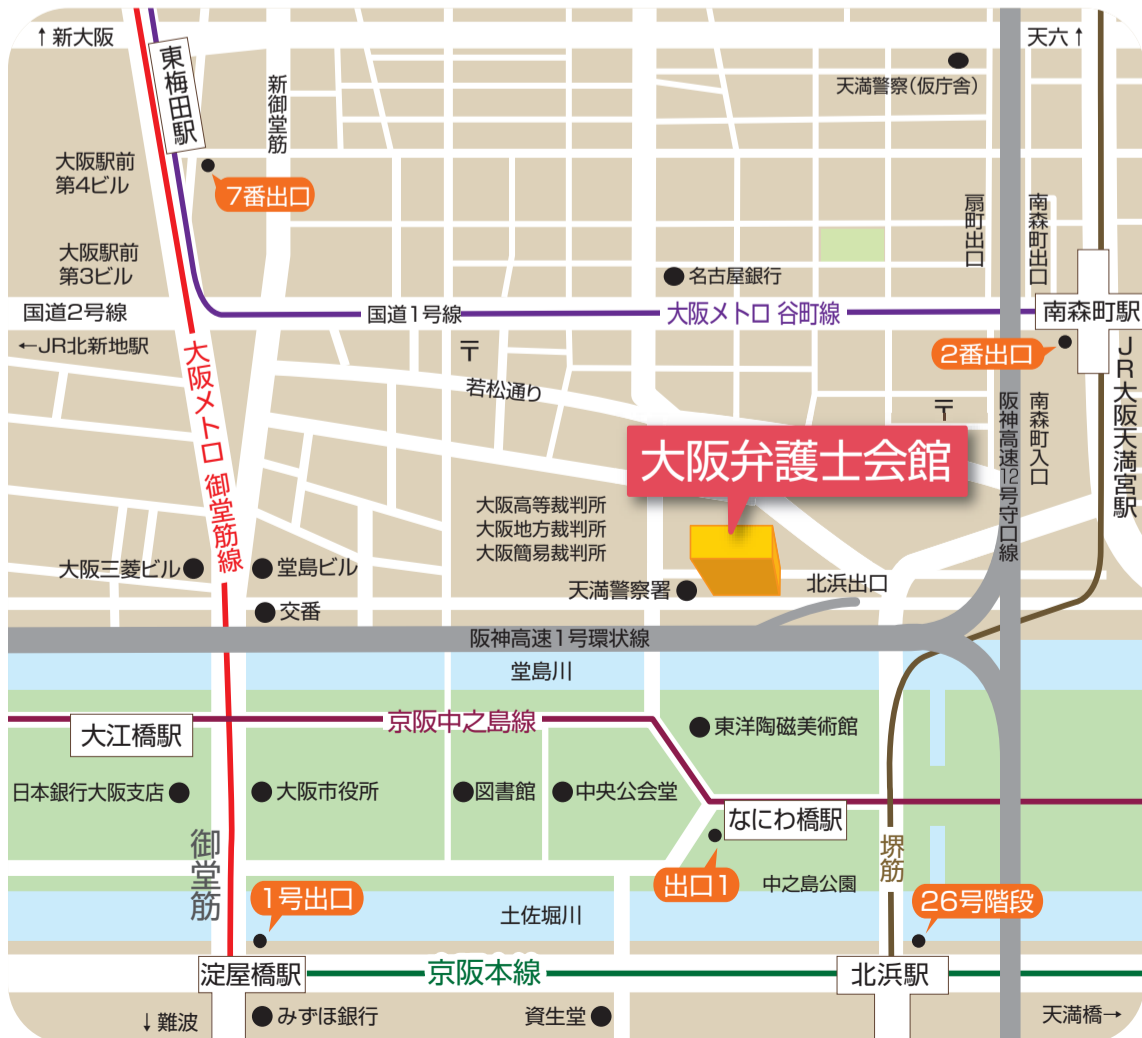 ↑新大阪
天六↑
東梅田駅
新御堂筋
天満警察(仮庁舎)
大阪駅前
第4ビル
7番出口
扇町出口
南森町出口
大阪駅前
第3ビル
名古屋銀行
国道2号線
国道1号線
大阪メトロ 谷町線
南森町駅
←JR北新地駅
〒
2番出口
JR大阪天満宮駅
大阪メトロ 御堂筋線
若松通り
〒
阪神高速12号守口線
南森町入口
大阪弁護士会館
大阪高等裁判所
大阪地方裁判所
大阪簡易裁判所
大阪三菱ビル
堂島ビル
天満警察署
北浜出口
交番
阪神高速1号環状線
堂島川
京阪中之島線
大江橋駅
東洋陶磁美術館
日本銀行大阪支店
大阪市役所
図書館
中央公会堂
なにわ橋駅
御堂筋
堺筋
出口1
中之島公園
1号出口
26号階段
土佐堀川
淀屋橋駅
京阪本線
北浜駅
↓難波
みずほ銀行
資生堂
天満橋→